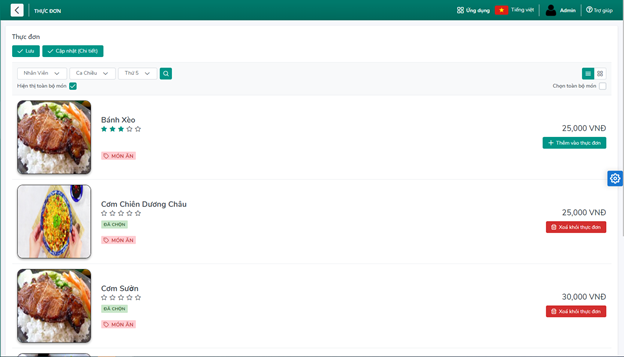 THỰC ĐƠN
Ứng dụng
Tiếng việt
Admin
Trợ giúp
Thực đơn
Lưu
Cập nhật (Chi tiết)
Nhân Viên
Ca Chiều
Thứ 5
Hiện thị toàn bộ món
Chọn toàn bộ món
Bánh Xèo
25,000 VNĐ
Thêm vào thực đơn
MÓN ĂN
Cơm Chiên Dương Châu
25,000 VNĐ
ĐÃ CHỌN
Xoá khỏi thực đơn
MÓN ĂN
Cơm Sườn
30,000 VNĐ
ĐÃ CHỌN
Xoá khỏi thực đơn
MÓN ĂN